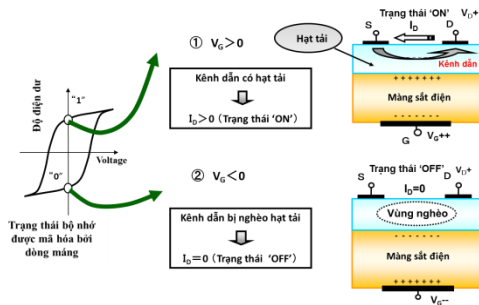 Độ điện dư
"1"
"0"
Voltage
Trạng thái bộ nhớ
được mã hóa bởi
dòng máng
① V_G>0
Kênh dẫn có hạt tải
I_D>0 (Trạng thái 'ON')
② V_G<0
Kênh dẫn bị nghèo hạt tải
I_D=0 (Trạng thái 'OFF')
Hạt tải
Trạng thái 'ON' V_D+
S I_D D
Kênh dẫn
+ + + + + + +
Màng sắt điện
- - - - - - -
G V_G++
Trạng thái 'OFF'
S I_D=0 D V_D+
Vùng nghèo
- - - - - - -
Màng sắt điện
+ + + + + + +
V_G--